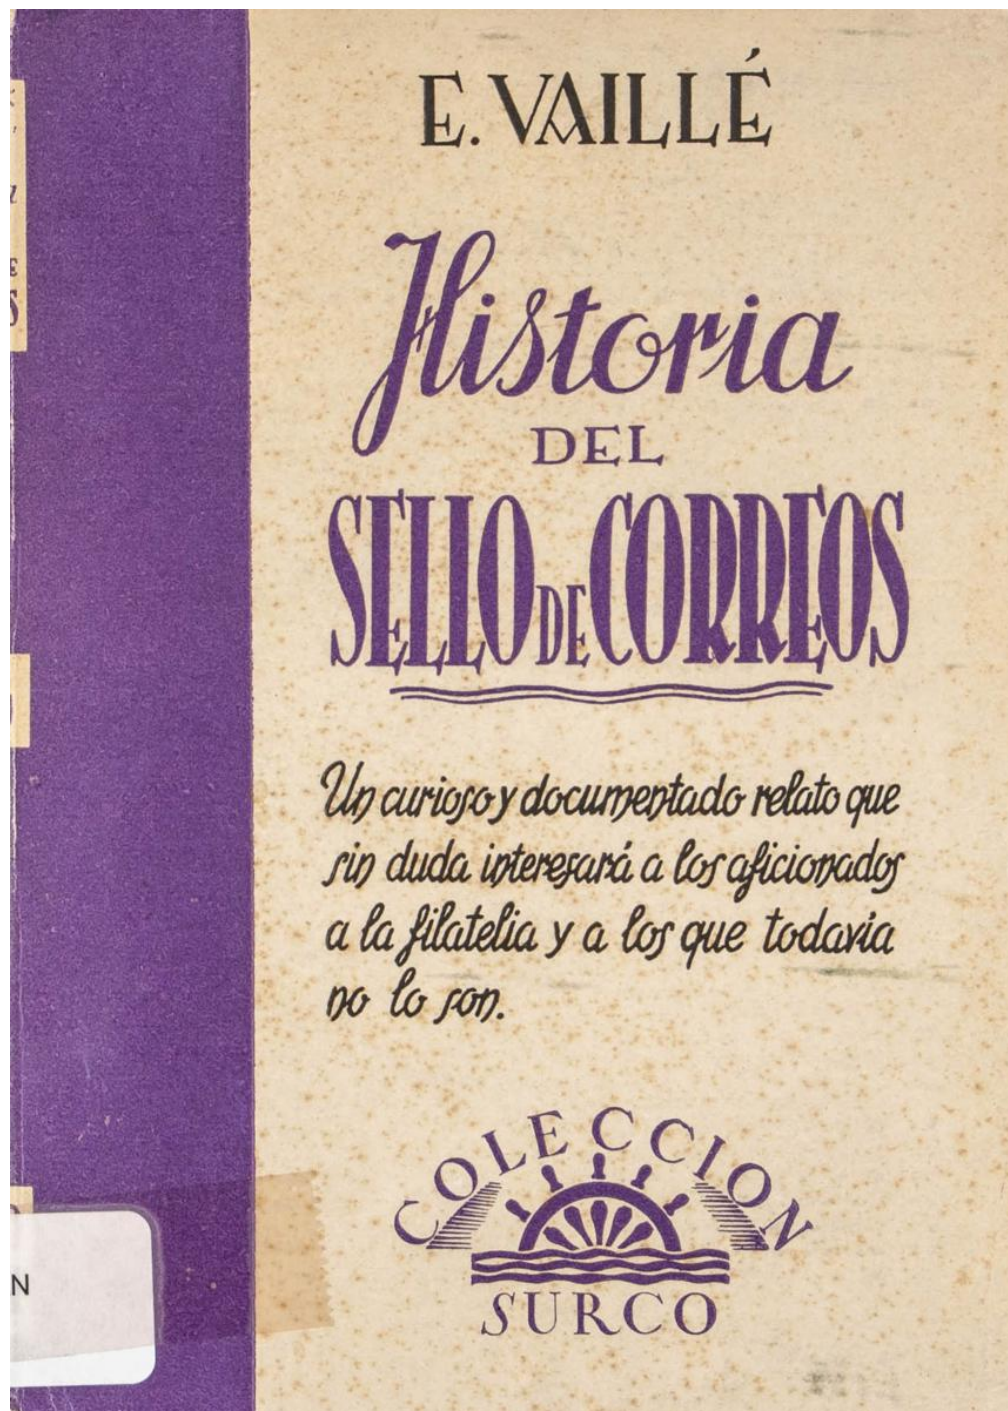 E. VAILLÉ
Historia
DEL
SELLO DE CORREOS
Un curioso y documentado relato que
sin duda interesará a los aficionados
a la filatelia y a los que todavía
no lo son.
COLECCION
SURCO
N